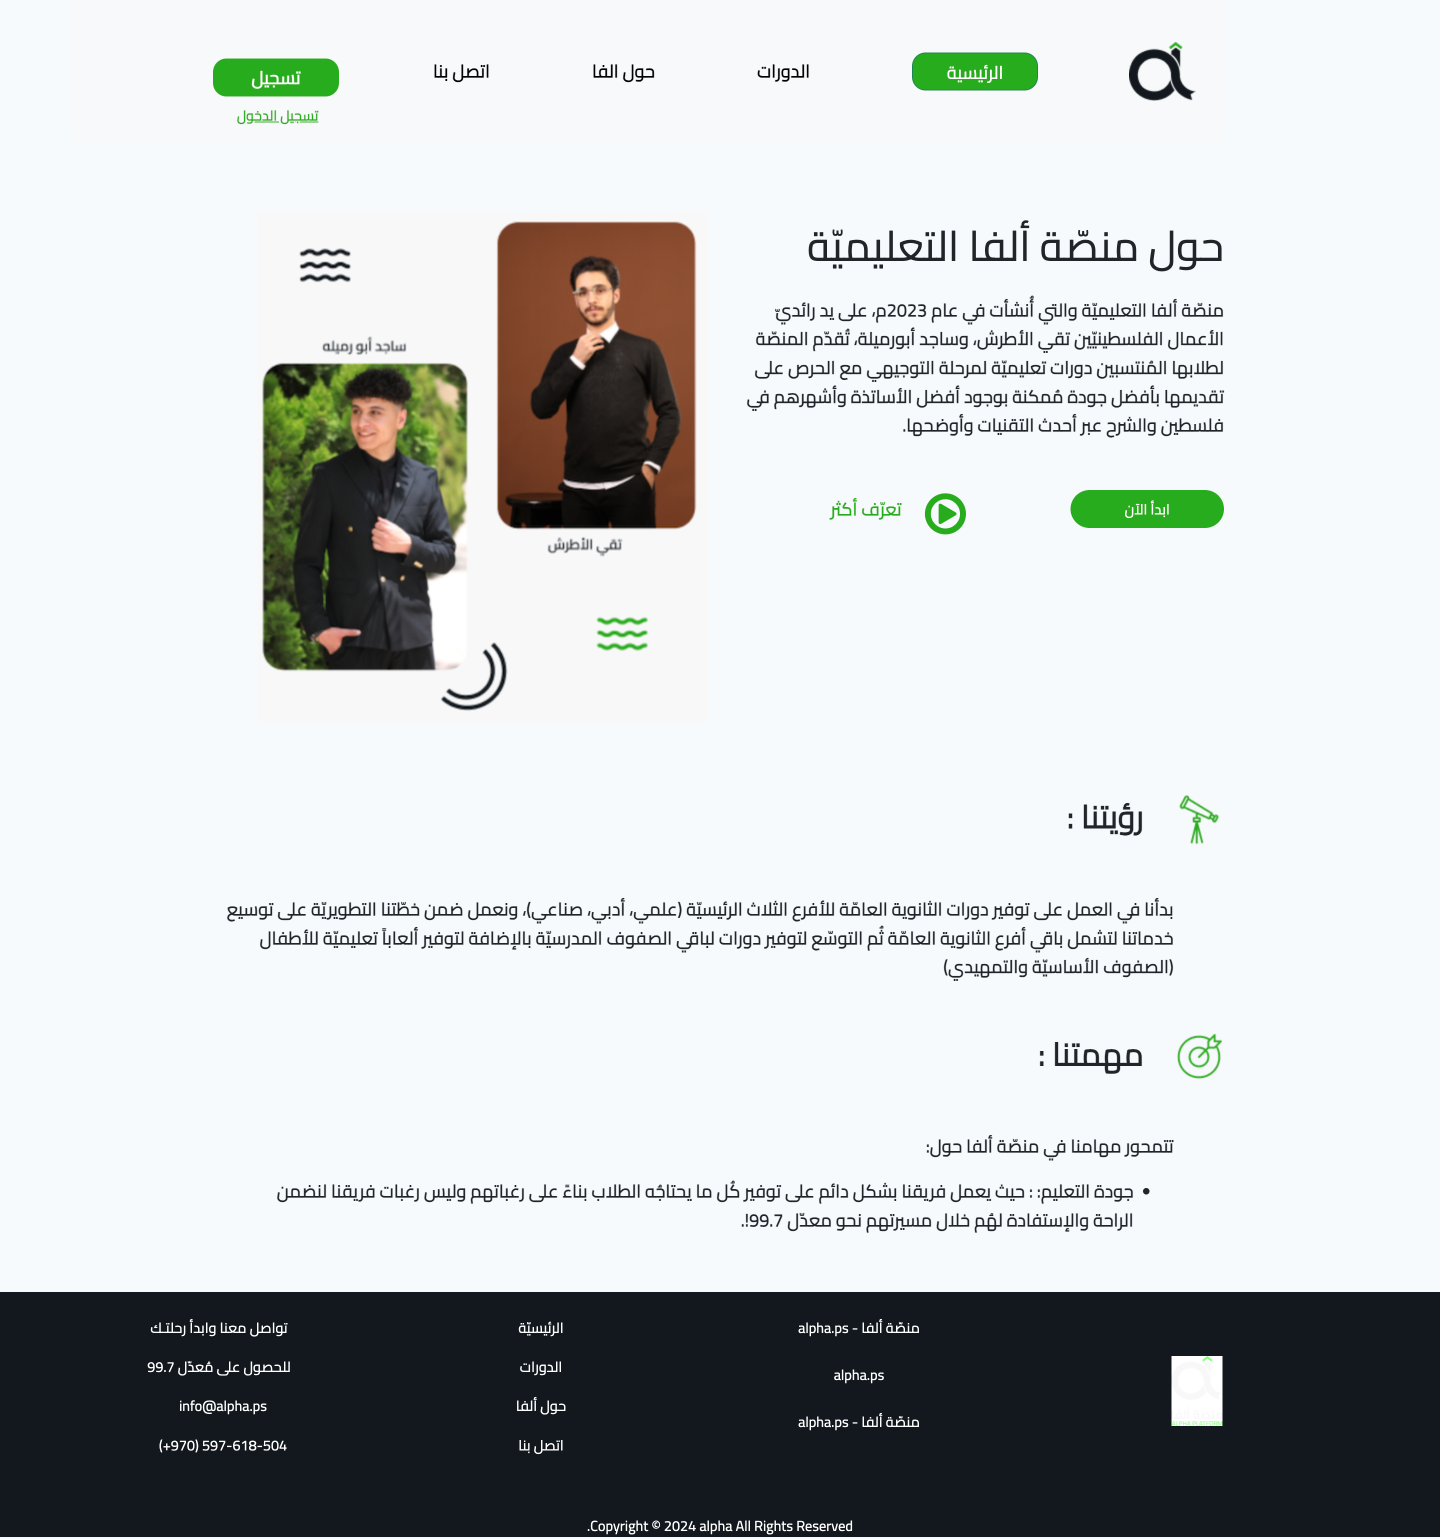 الرئيسية
الدورات
حول الفا
اتصل بنا
تسجيل
تسجيل الدخول
حول منصّة ألفا التعليميّة
منصّة ألفا التعليميّة والتي أُنشأت في عام 2023م، على يد رائديّ
الأعمال الفلسطينيّين تقي الأطرش، وساجد أبورميلة، تُقدّم المنصّة
لطلابها المُنتسبين دورات تعليميّة لمرحلة التوجيهي مع الحرص على
تقديمها بأفضل جودة مُمكنة بوجود أفضل الأساتذة وأشهرهم في
فلسطين والشرح عبر أحدث التقنيات وأوضحها.
ابدأ الآن
تعرّف أكثر
ساجد أبو رميله
تقي الأطرش
رؤيتنا :
بدأنا في العمل على توفير دورات الثانوية العامّة للأفرع الثلاث الرئيسيّة (علمي، أدبي، صناعي)، ونعمل ضمن خطّتنا التطويريّة على توسيع
خدماتنا لتشمل باقي أفرع الثانوية العامّة ثُم التوسّع لتوفير دورات لباقي الصفوف المدرسيّة بالإضافة لتوفير ألعاباً تعليميّة للأطفال
(الصفوف الأساسيّة والتمهيدي)
مهمتنا :
تتمحور مهامنا في منصّة ألفا حول:
• جودة التعليم: : حيث يعمل فريقنا بشكل دائم على توفير كُل ما يحتاجُه الطلاب بناءً على رغباتهم وليس رغبات فريقنا لنضمن
الراحة والإستفادة لهُم خلال مسيرتهم نحو معدّل 99.7!.
منصّة ألفا - alpha.ps
alpha.ps
منصّة ألفا - alpha.ps
الرئيسيّة
الدورات
حول ألفا
اتصل بنا
تواصل معنا وابدأ رحلتـك
للحصول على مُعدّل 99.7
info@alpha.ps
(+970) 597-618-504
.Copyright © 2024 alpha All Rights Reserved